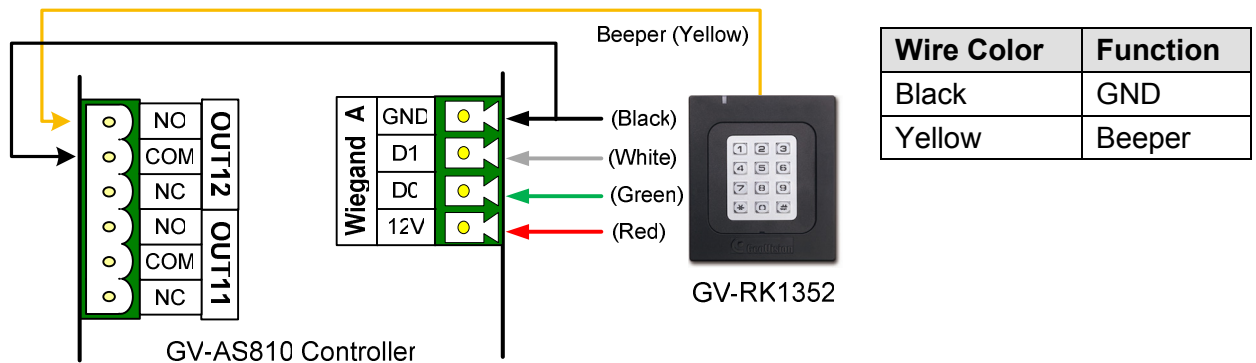 Beeper (Yellow)
NO
COM
NC
NO
COM
NC
OUT12
OUT11
Wiegand A
GND
D1
D0
12V
(Black)
(White)
(Green)
(Red)
1 2 3
4 5 6
7 8 9
* 0 #
GV-RK1352
GV-AS810 Controller
Wire Color Function
Black GND
Yellow Beeper